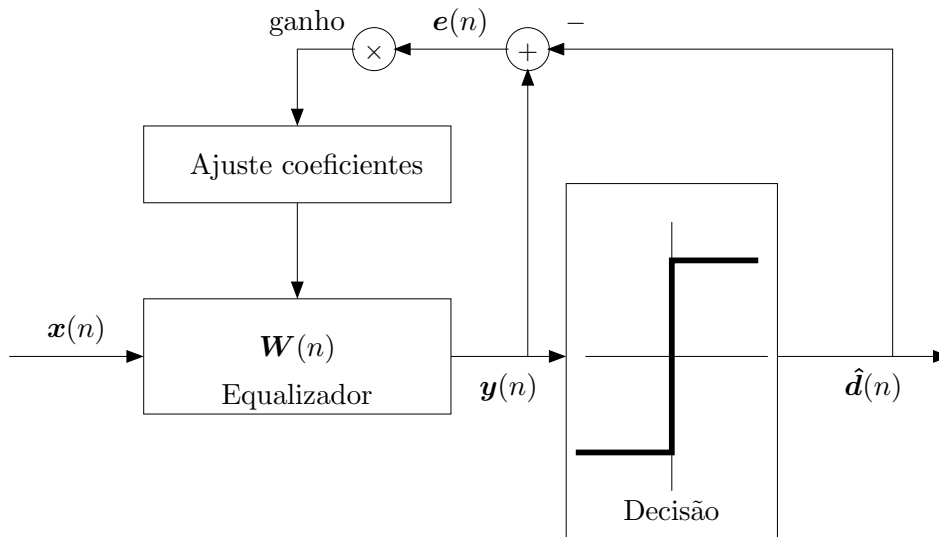 ganho
e(n)
−
×
+
Ajuste coeficientes
x(n)
W(n)
Equalizador
y(n)
d̂(n)
Decisão